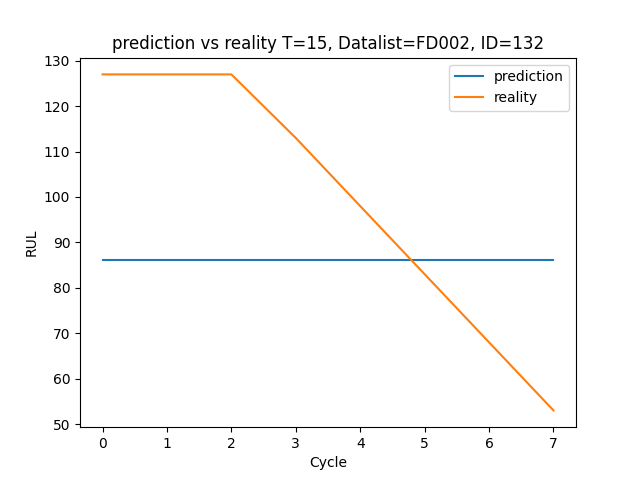 prediction vs reality T=15, Datalist=FD002, ID=132
prediction
reality
RUL
130
120
110
100
90
80
70
60
50
0 1 2 3 4 5 6 7
Cycle